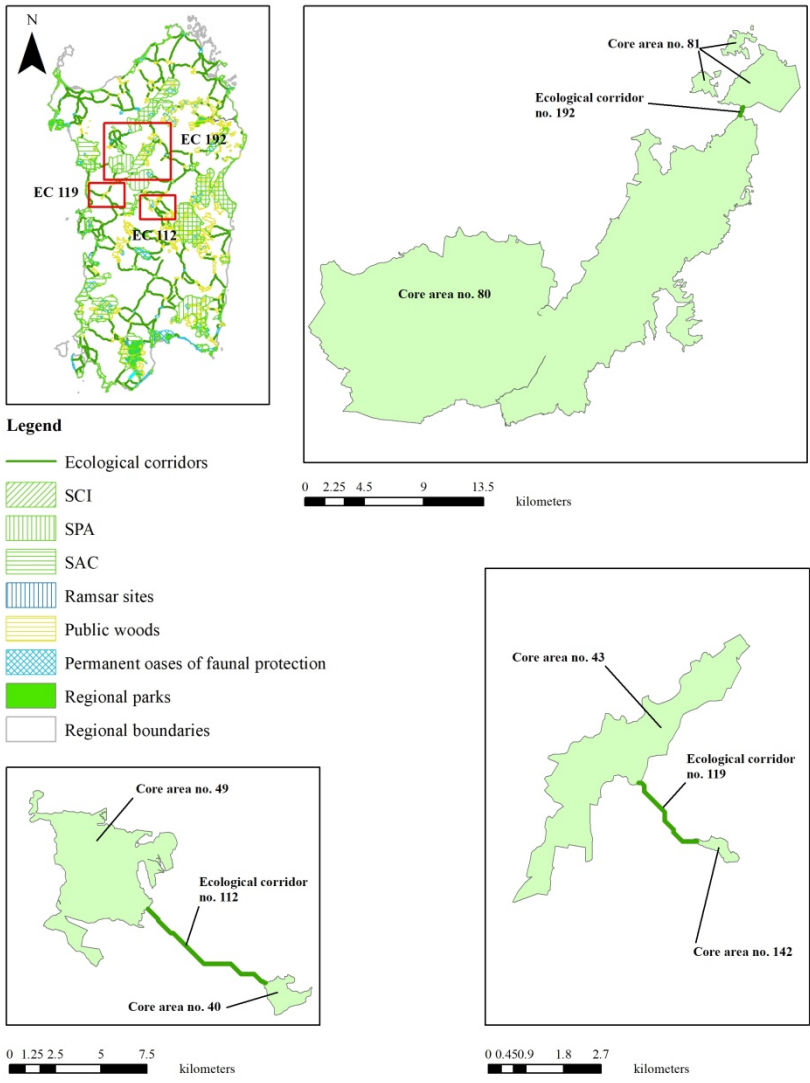 N
EC 192
EC 119
EC 112
Core area no. 81
Ecological corridor
no. 192
Core area no. 80
0 2.25 4.5 9 13.5
kilometers
Legend
Ecological corridors
SCI
SPA
SAC
Ramsar sites
Public woods
Permanent oases of faunal protection
Regional parks
Regional boundaries
Core area no. 49
Ecological corridor
no. 112
Core area no. 40
0 1.25 2.5 5 7.5
kilometers
Core area no. 43
Ecological corridor
no. 119
Core area no. 142
0 0.450.9 1.8 2.7
kilometers